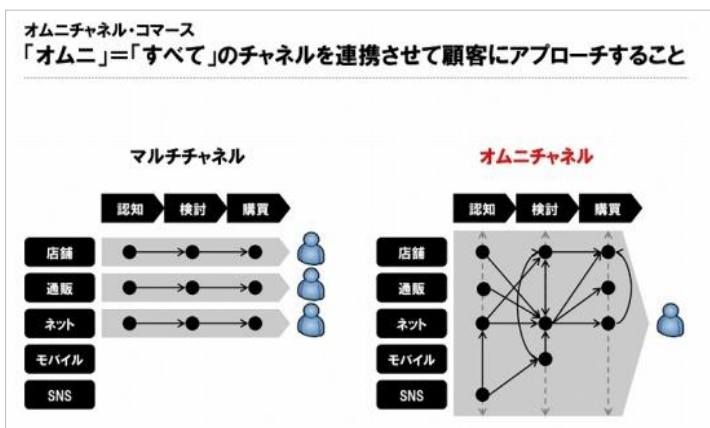 オムニチャネル・コマース
「オムニ」＝「すべて」のチャネルを連携させて顧客にアプローチすること
マルチチャネル
認知 検討 購買
店舗
通販
ネット
モバイル
SNS
オムニチャネル
認知 検討 購買
店舗
通販
ネット
モバイル
SNS